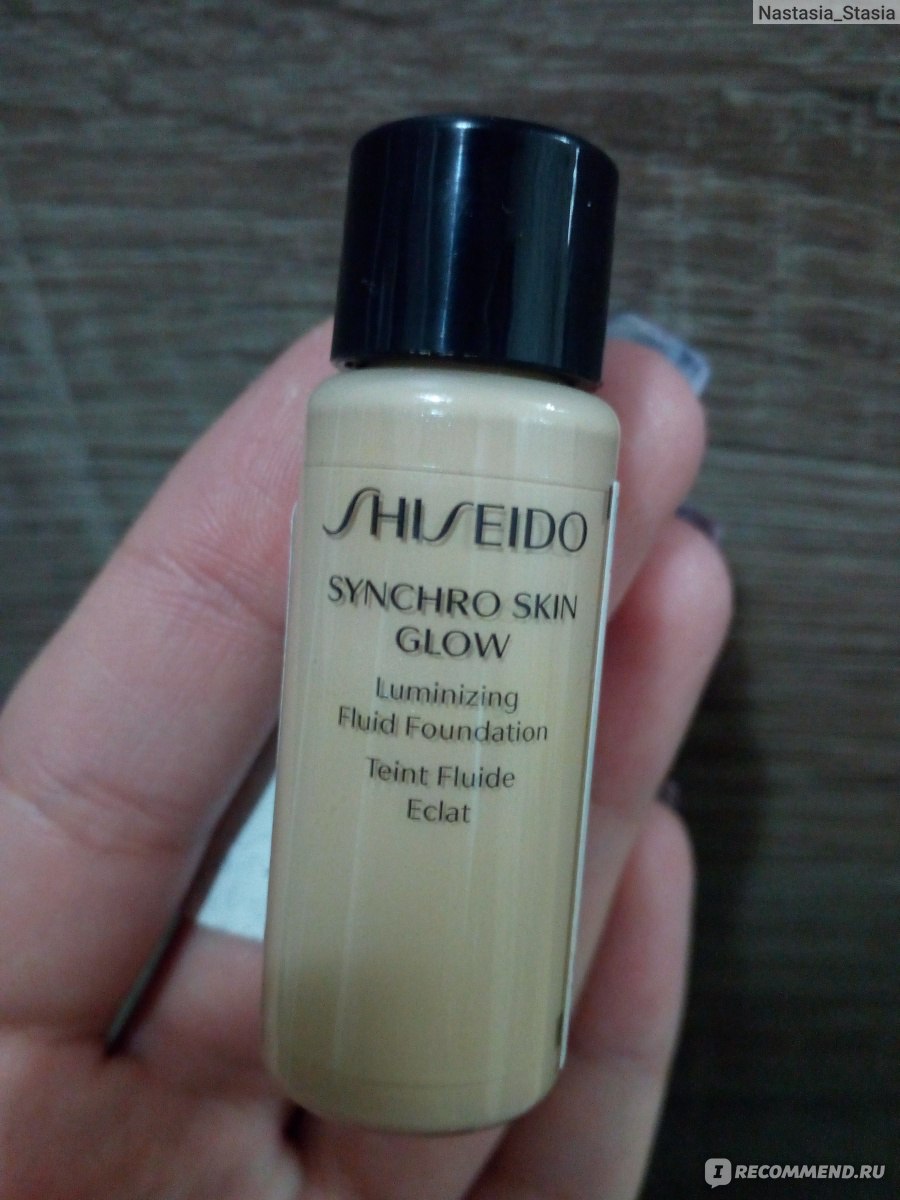 Nastasia_Stasia
SHISEIDO
SYNCHRO SKIN
GLOW
Luminizing
Fluid Foundation
Teint Fluide
Eclat
I RECOMMEND.RU